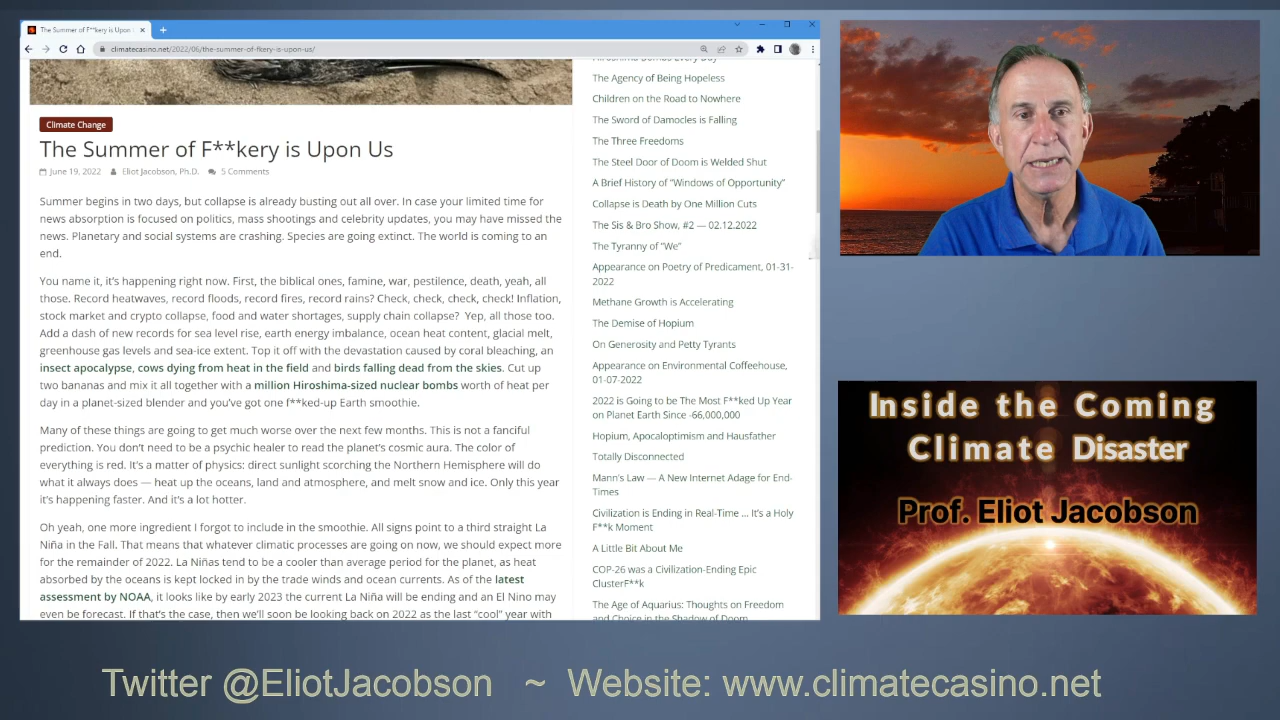 The Summer of F**kery is Upon U
climatecasino.net/2022/06/the-summer-of-fkery-is-upon-us/
Climate Change
The Summer of F**kery is Upon Us
June 19, 2022 Eliot Jacobson, Ph.D. 5 Comments
Summer begins in two days, but collapse is already busting out all over. In case your limited time for
news absorption is focused on politics, mass shootings and celebrity updates, you may have missed the
news. Planetary and social systems are crashing. Species are going extinct. The world is coming to an
end.
You name it, it's happening right now. First, the biblical ones, famine, war, pestilence, death, yeah, all
those. Record heatwaves, record floods, record fires, record rains? Check, check, check, check! Inflation,
stock market and crypto collapse, food and water shortages, supply chain collapse? Yep, all those too.
Add a dash of new records for sea level rise, earth energy imbalance, ocean heat content, glacial melt,
greenhouse gas levels and sea-ice extent. Top it off with the devastation caused by coral bleaching, an
insect apocalypse, cows dying from heat in the field and birds falling dead from the skies. Cut up
two bananas and mix it all together with a million Hiroshima-sized nuclear bombs worth of heat per
day in a planet-sized blender and you've got one f**ked-up Earth smoothie.
Many of these things are going to get much worse over the next few months. This is not a fanciful
prediction. You don't need to be a psychic healer to read the planet's cosmic aura. The color of
everything is red. It's a matter of physics: direct sunlight scorching the Northern Hemisphere will do
what it always does — heat up the oceans, land and atmosphere, and melt snow and ice. Only this year
it's happening faster. And it's a lot hotter.
Oh yeah, one more ingredient I forgot to include in the smoothie. All signs point to a third straight La
Niña in the Fall. That means that whatever climatic processes are going on now, we should expect more
for the remainder of 2022. La Niñas tend to be a cooler than average period for the planet, as heat
absorbed by the oceans is kept locked in by the trade winds and ocean currents. As of the latest
assessment by NOAA, it looks like by early 2023 the current La Niña will be ending and an El Nino may
even be forecast. If that's the case, then we'll soon be looking back on 2022 as the last "cool" year with
Hiroshima Bombs Every Day
The Agency of Being Hopeless
Children on the Road to Nowhere
The Sword of Damocles is Falling
The Three Freedoms
The Steel Door of Doom is Welded Shut
A Brief History of "Windows of Opportunity"
Collapse is Death by One Million Cuts
The Sis & Bro Show, #2 — 02.12.2022
The Tyranny of "We"
Appearance on Poetry of Predicament, 01-31-
2022
Methane Growth is Accelerating
The Demise of Hopium
On Generosity and Petty Tyrants
Appearance on Environmental Coffeehouse,
01-07-2022
2022 is Going to be The Most F**ked Up Year
on Planet Earth Since -66,000,000
Hopium, Apocaloptimism and Hausfather
Totally Disconnected
Mann's Law — A New Internet Adage for End-
Times
Civilization is Ending in Real-Time ... It's a Holy
F**k Moment
A Little Bit About Me
COP-26 was a Civilization-Ending Epic
ClusterF**k
The Age of Aquarius: Thoughts on Freedom
and Choice in the Shadow of Doom
Inside the Coming
Climate Disaster
Prof. Eliot Jacobson
Twitter @EliotJacobson ~ Website: www.climatecasino.net